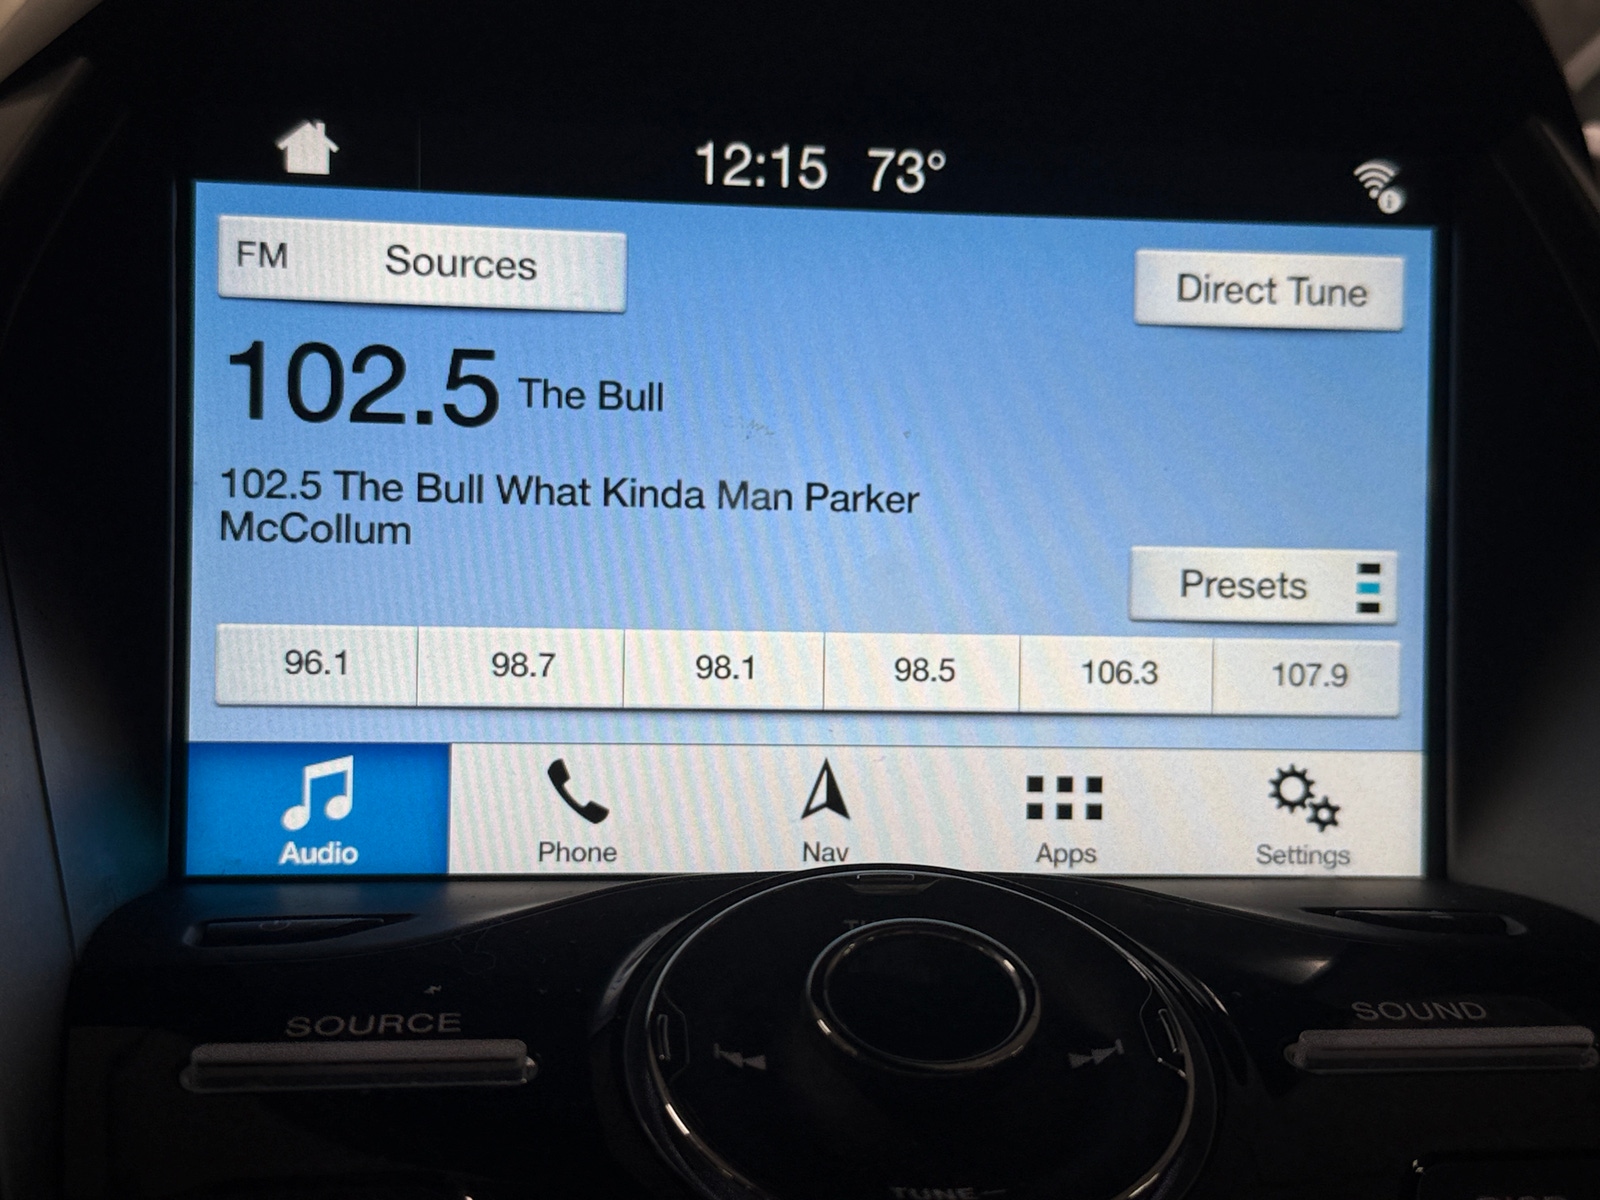 12:15 73°
FM Sources
Direct Tune
102.5 The Bull
102.5 The Bull What Kinda Man Parker
McCollum
Presets
96.1 98.7 98.1 98.5 106.3 107.9
Audio Phone Nav Apps Settings
SOURCE
SOUND
TUNE